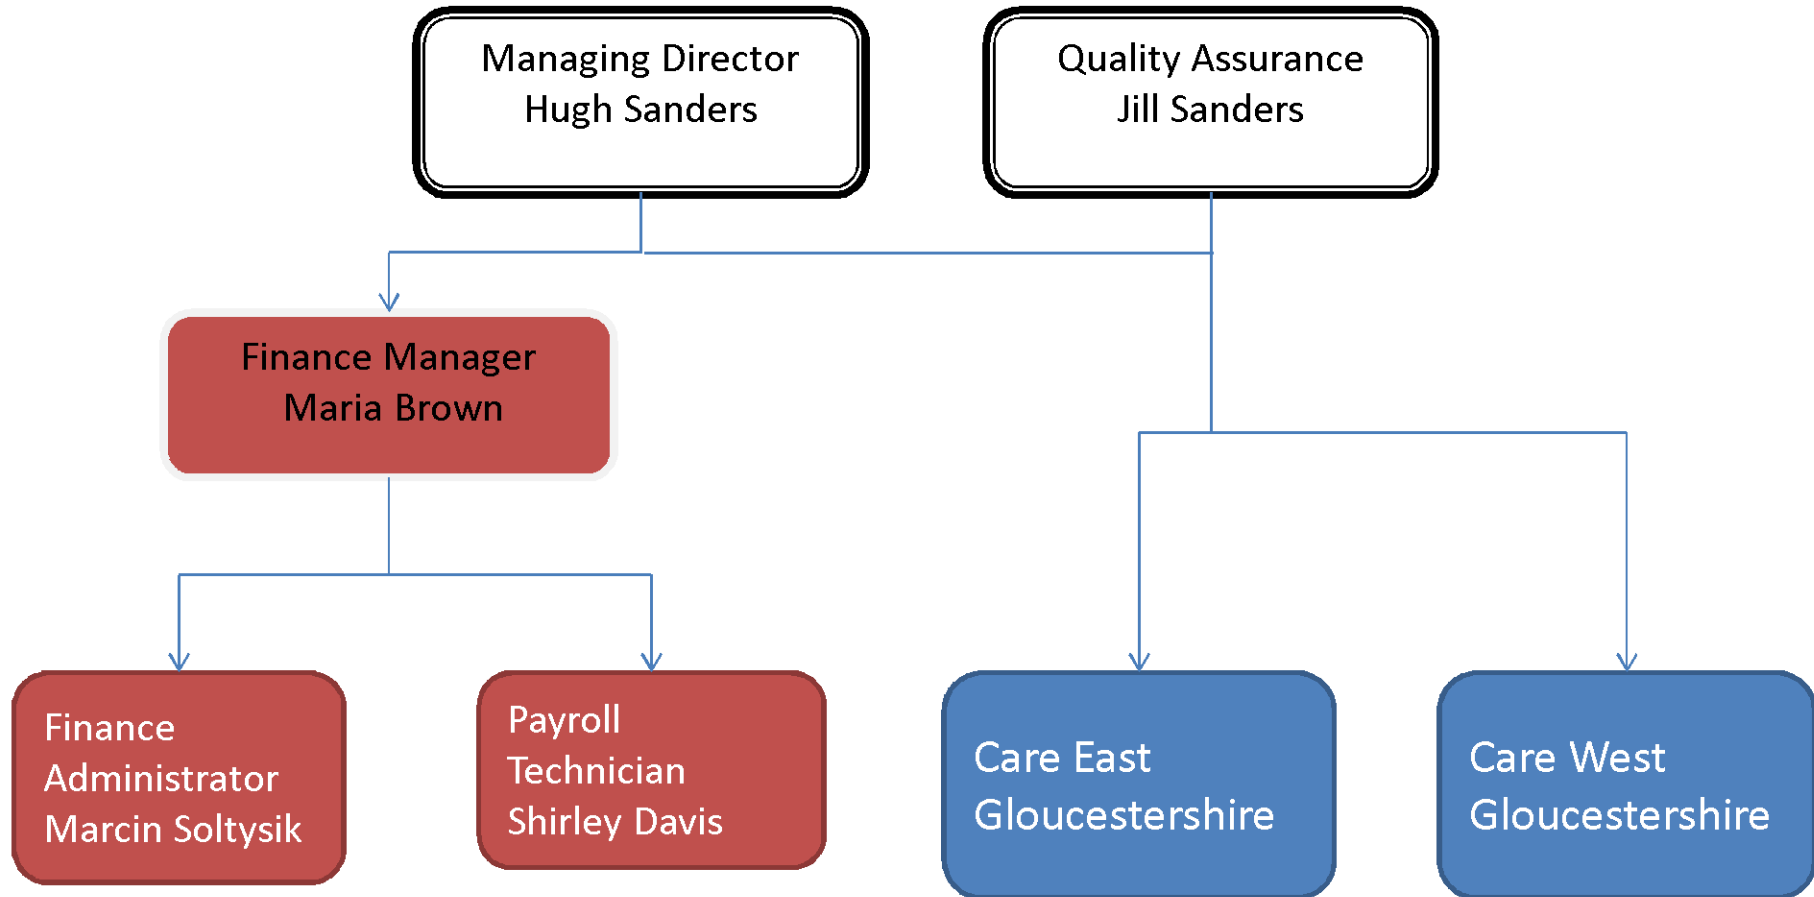 Managing Director
Hugh Sanders
Quality Assurance
Jill Sanders
Finance Manager
Maria Brown
Finance
Administrator
Marcin Soltysik
Payroll
Technician
Shirley Davis
Care East
Gloucestershire
Care West
Gloucestershire